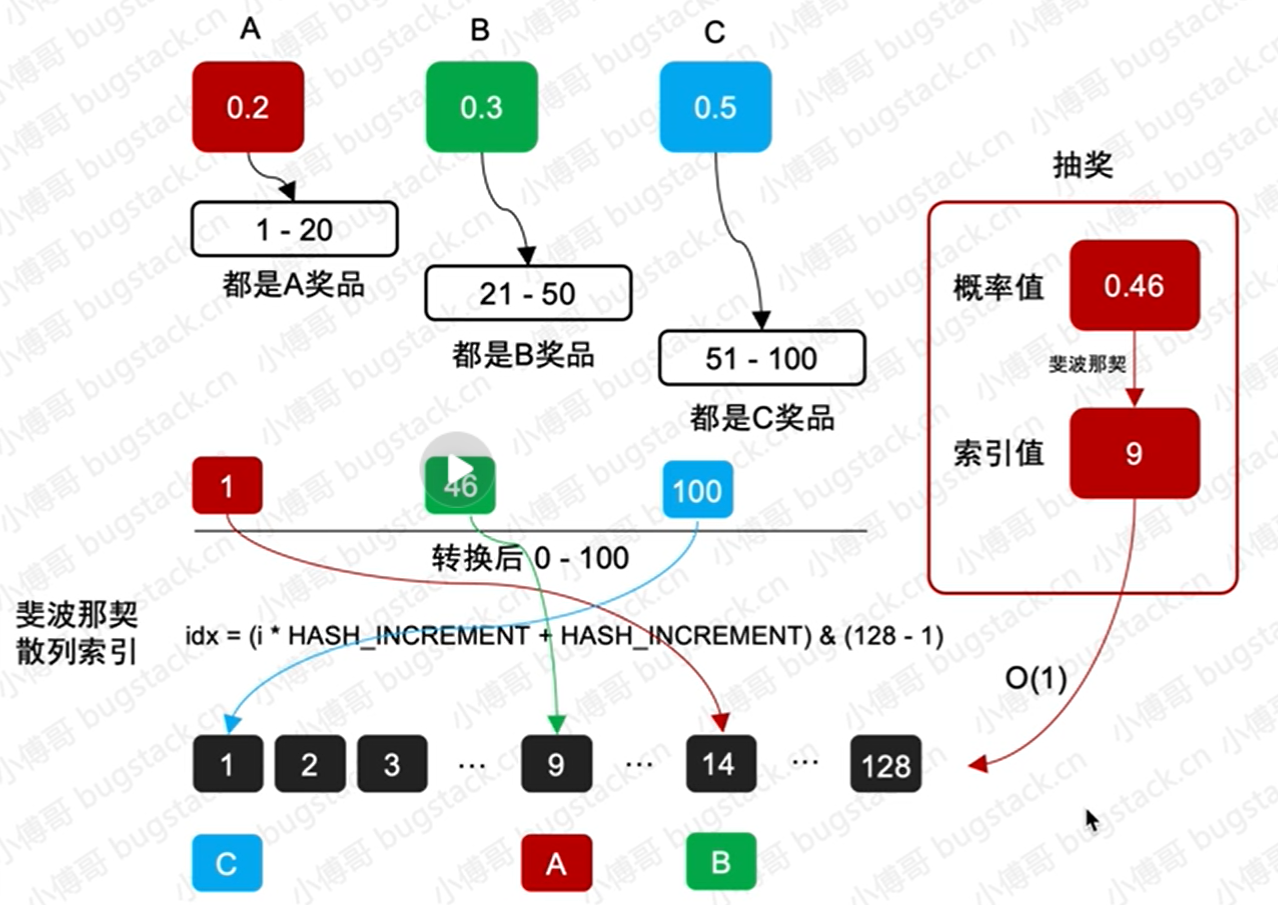 A
B
C
0.2
0.3
0.5
1 - 20
都是A奖品
21 - 50
都是B奖品
51 - 100
都是C奖品
抽奖
概率值
0.46
斐波那契
索引值
9
1
46
100
转换后 0 - 100
斐波那契
散列索引
idx = (i * HASH_INCREMENT + HASH_INCREMENT) & (128 - 1)
O(1)
1
2
3
...
9
...
14
...
128
C
A
B
小傅哥 bugstack.cn